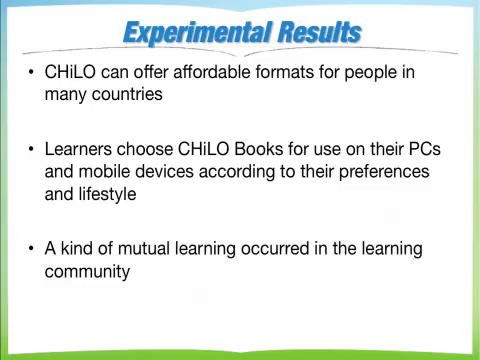 Experimental Results
• CHiLO can offer affordable formats for people in
many countries
• Learners choose CHiLO Books for use on their PCs
and mobile devices according to their preferences
and lifestyle
• A kind of mutual learning occurred in the learning
community